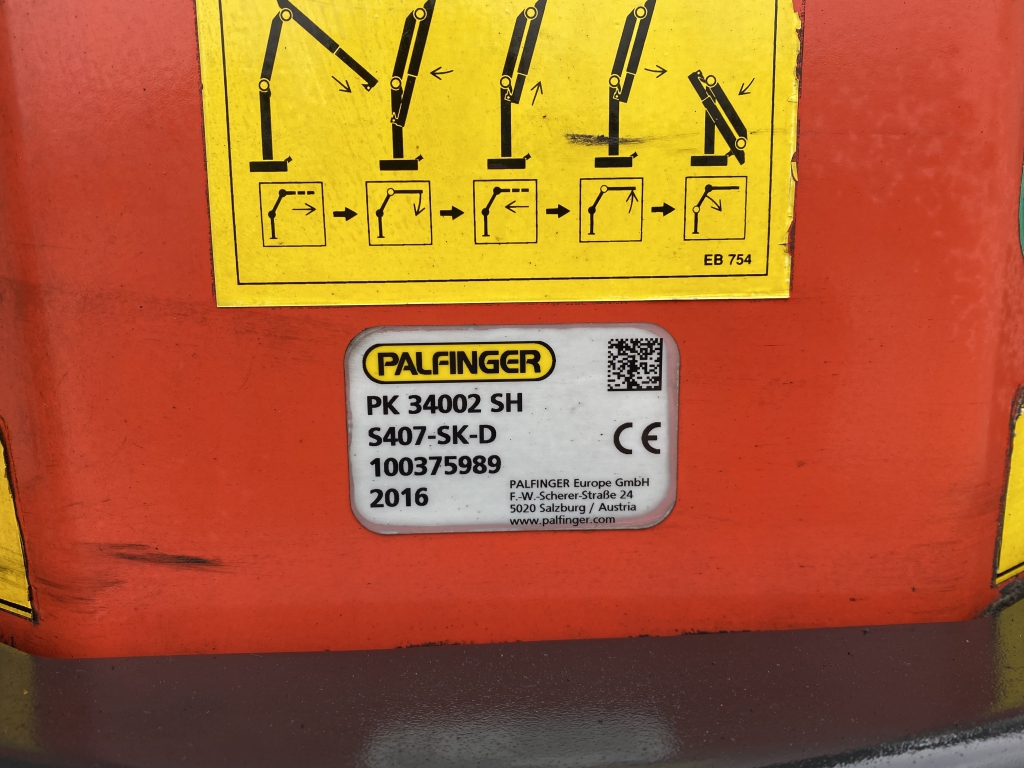 EB 754
PALFINGER
PK 34002 SH
S407-SK-D
100375989
2016
CE
PALFINGER Europe GmbH
F.-W.-Scherer-Straße 24
5020 Salzburg / Austria
www.palfinger.com